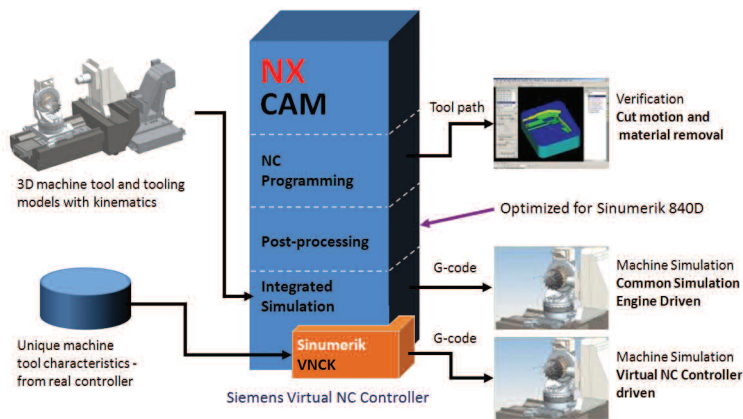 NX
CAM
NC
Programming
Post-processing
Integrated
Simulation
Sinumerik
VNCK
Siemens Virtual NC Controller
3D machine tool and tooling
models with kinematics
Unique machine
tool characteristics -
from real controller
Tool path
Verification
Cut motion and
material removal
Optimized for Sinumerik 840D
G-code
Machine Simulation
Common Simulation
Engine Driven
G-code
Machine Simulation
Virtual NC Controller
driven